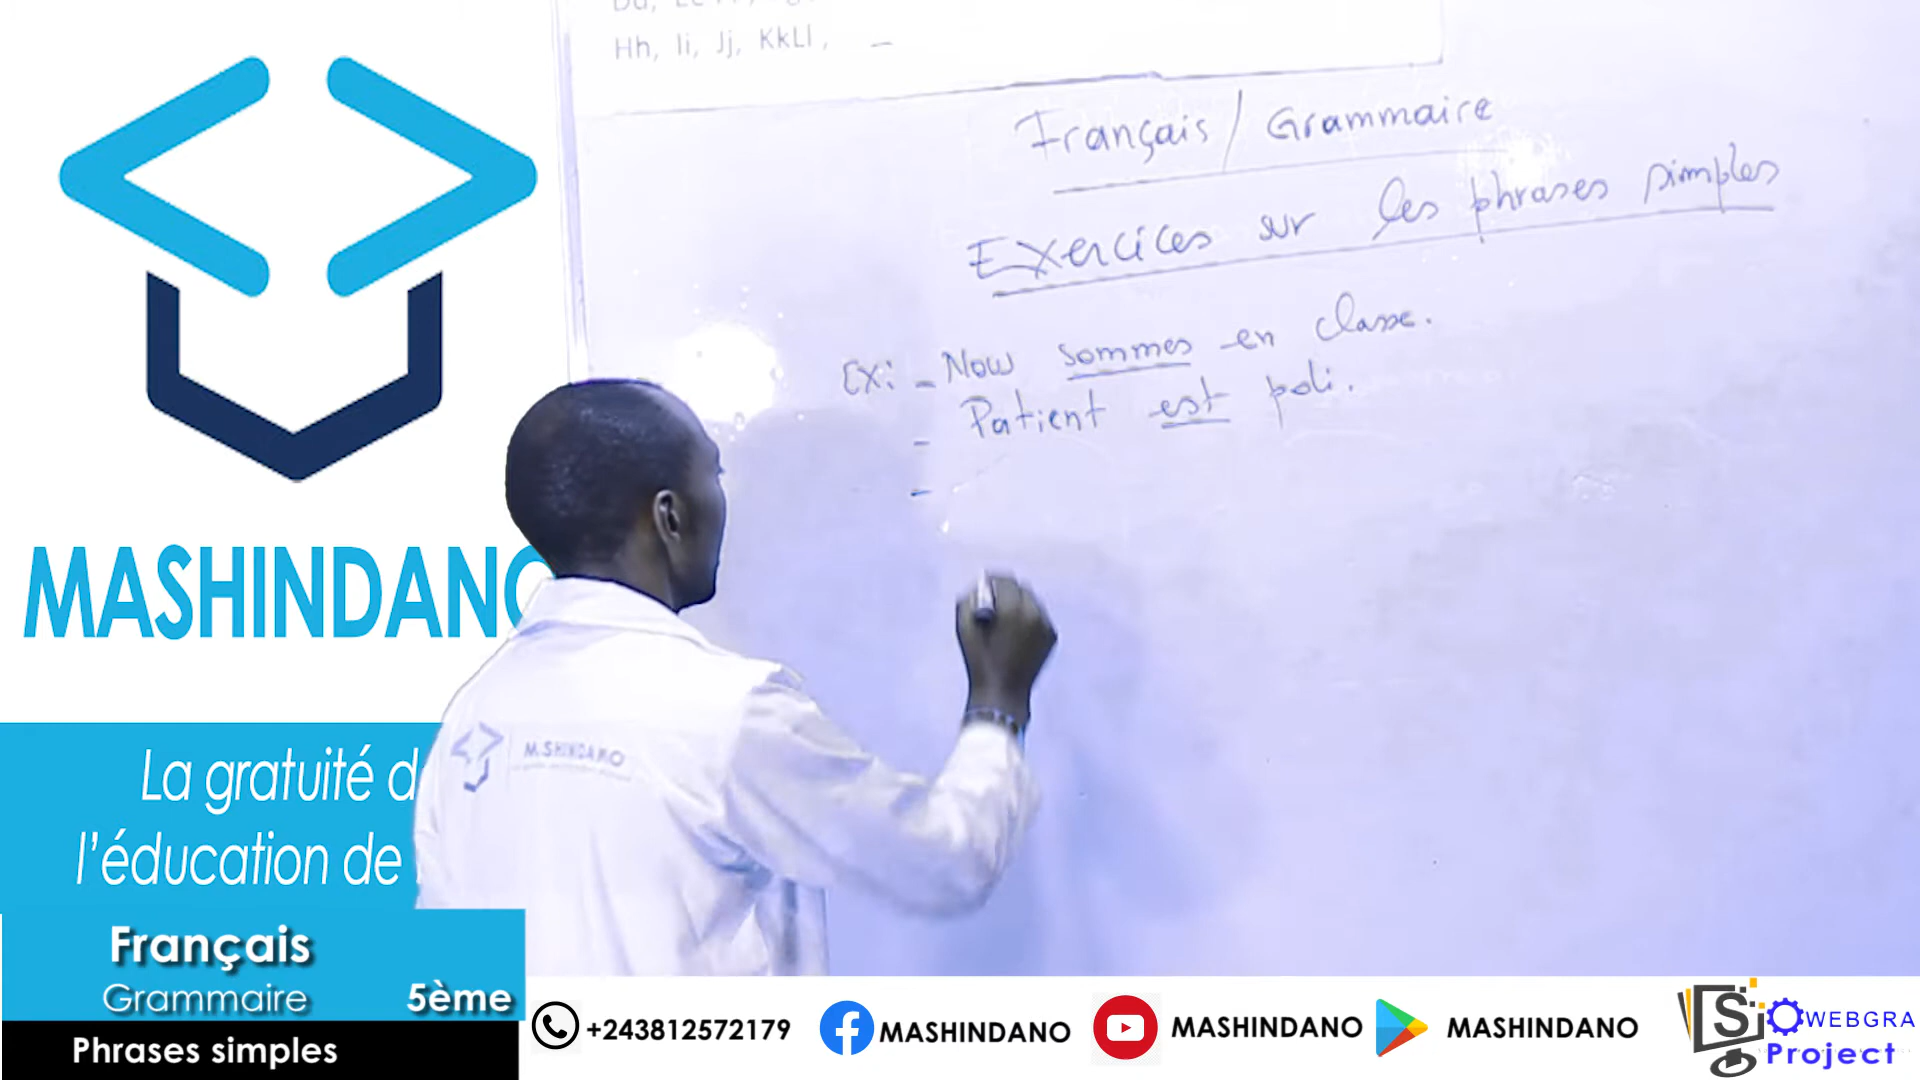 Hh, Ii, Jj, KkLl, _
Français / Grammaire
Exercices sur les phrases simples
Ex: - Nous sommes en classe.
- Patient est poli.
-
MASHINDANO
La gratuité d
l'éducation de
MASHINDANO
Français
Grammaire 5ème
Phrases simples
+243812572179
MASHINDANO
MASHINDANO
MASHINDANO
WEBGRA
Project